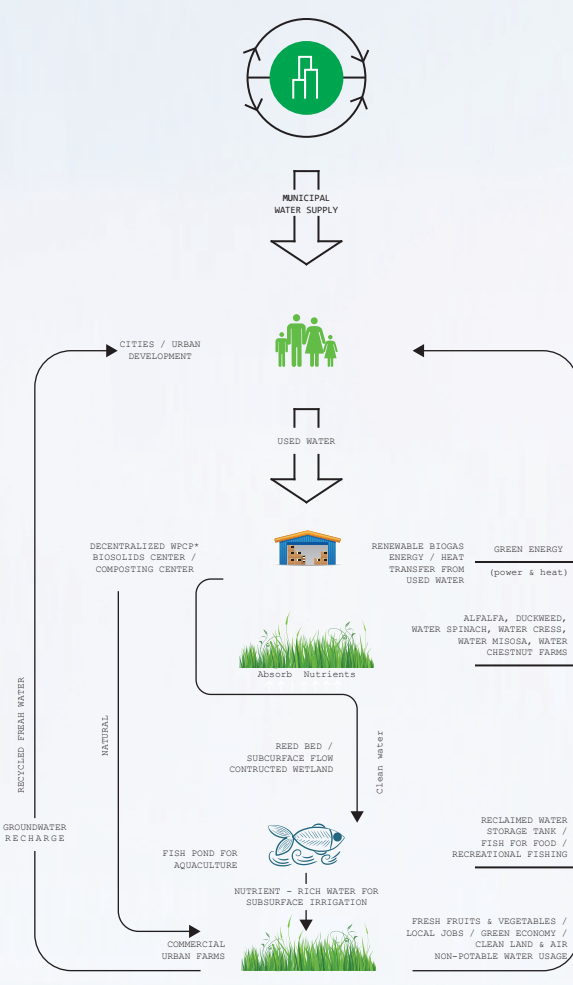 MUNICIPAL
WATER SUPPLY
CITIES / URBAN
DEVELOPMENT
USED WATER
DECENTRALIZED WPCP*
BIOSOLIDS CENTER /
COMPOSTING CENTER
RENEWABLE BIOGAS
ENERGY / HEAT
TRANSFER FROM
USED WATER
GREEN ENERGY
(power & heat)
ALFALFA, DUCKWEED,
WATER SPINACH, WATER CRESS,
WATER MISOSA, WATER
CHESTNUT FARMS
Absorb Nutrients
RECYCLED FREAH WATER
NATURAL
REED BED /
SUBCURFACE FLOW
CONTRUCTED WETLAND
Clean water
GROUNDWATER
RECHARGE
FISH POND FOR
AQUACULTURE
RECLAIMED WATER
STORAGE TANK /
FISH FOR FOOD /
RECREATIONAL FISHING
NUTRIENT - RICH WATER FOR
SUBSURFACE IRRIGATION
COMMERCIAL
URBAN FARMS
FRESH FRUITS & VEGETABLES /
LOCAL JOBS / GREEN ECONOMY /
CLEAN LAND & AIR
NON-POTABLE WATER USAGE